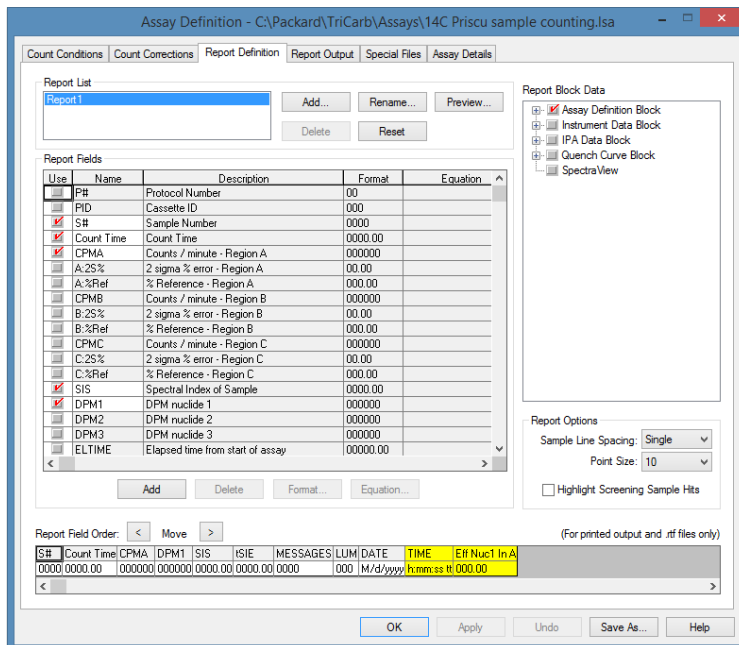 Assay Definition - C:\Packard\TriCarb\Assays\14C Priscu sample counting.lsa
Count Conditions Count Corrections Report Definition Report Output Special Files Assay Details
Report List
Report1
Add... Rename... Preview...
Delete Reset
Report Block Data
Assay Definition Block
Instrument Data Block
IPA Data Block
Quench Curve Block
SpectraView
Report Fields
Use Name Description Format Equation
P# Protocol Number 00
PID Cassette ID 000
S# Sample Number 0000
Count Time Count Time 0000.00
CPMA Counts / minute - Region A 000000
A:2S% 2 sigma % error - Region A 00.00
A:%Ref % Reference - Region A 000.00
CPMB Counts / minute - Region B 000000
B:2S% 2 sigma % error - Region B 00.00
B:%Ref % Reference - Region B 000.00
CPMC Counts / minute - Region C 000000
C:2S% 2 sigma % error - Region C 00.00
C:%Ref % Reference - Region C 000.00
SIS Spectral Index of Sample 0000.00
DPM1 DPM nuclide 1 000000
DPM2 DPM nuclide 2 000000
DPM3 DPM nuclide 3 000000
ELTIME Elapsed time from start of assay 00000.00
Add Delete Format... Equation...
Report Options
Sample Line Spacing: Single
Point Size: 10
Highlight Screening Sample Hits
Report Field Order: < Move > (For printed output and .rtf files only)
S# Count Time CPMA DPM1 SIS tSIE MESSAGES LUM DATE TIME Eff Nuc1 In A
0000 0000.00 000000 000000 0000.00 0000.00 0000 000 M/d/yyyy h:mm:ss tt 000.00
OK Apply Undo Save As... Help